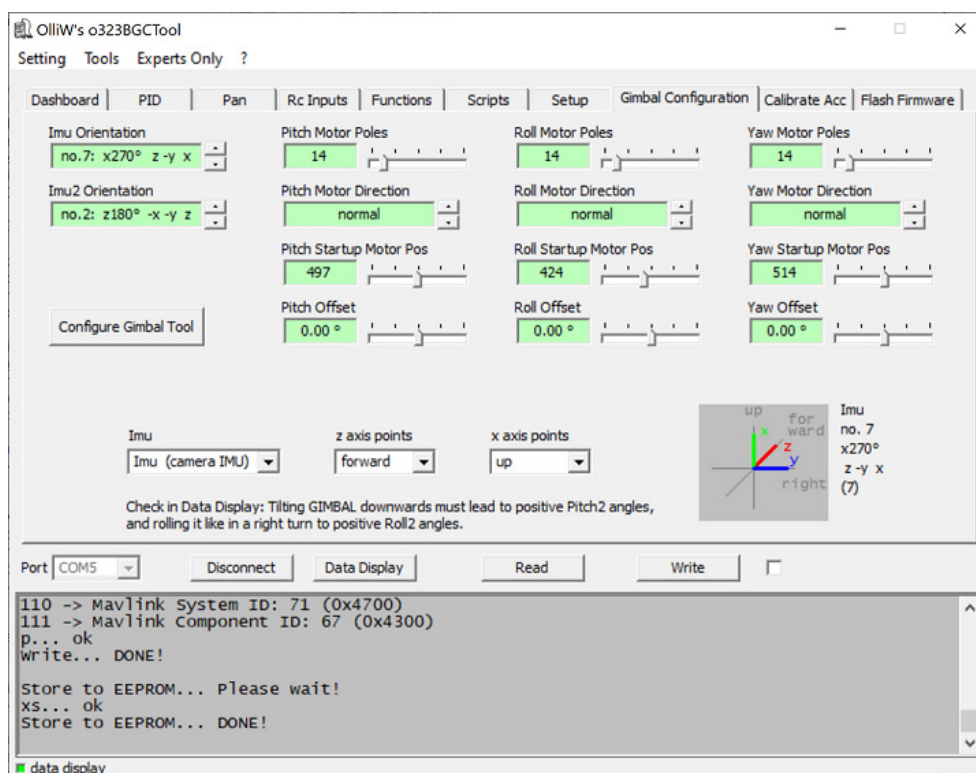 OlliW's o323BGCTool
Setting Tools Experts Only ?
Dashboard PID Pan Rc Inputs Functions Scripts Setup Gimbal Configuration Calibrate Acc Flash Firmware
Imu Orientation Pitch Motor Poles Roll Motor Poles Yaw Motor Poles
no.7: x270° z -y x 14 14 14
Imu2 Orientation Pitch Motor Direction Roll Motor Direction Yaw Motor Direction
no.2: z180° -x -y z normal normal normal
Pitch Startup Motor Pos Roll Startup Motor Pos Yaw Startup Motor Pos
497 424 514
Pitch Offset Roll Offset Yaw Offset
Configure Gimbal Tool 0.00 ° 0.00 ° 0.00 °
Imu z axis points x axis points
Imu (camera IMU) forward up
up for ward x z y right
Imu
no. 7
x270°
z -y x
(7)
Check in Data Display: Tilting GIMBAL downwards must lead to positive Pitch2 angles,
and rolling it like in a right turn to positive Roll2 angles.
Port COM5 Disconnect Data Display Read Write
110 -> Mavlink System ID: 71 (0x4700)
111 -> Mavlink Component ID: 67 (0x4300)
p... ok
Write... DONE!
Store to EEPROM... Please wait!
xs... ok
Store to EEPROM... DONE!
data display